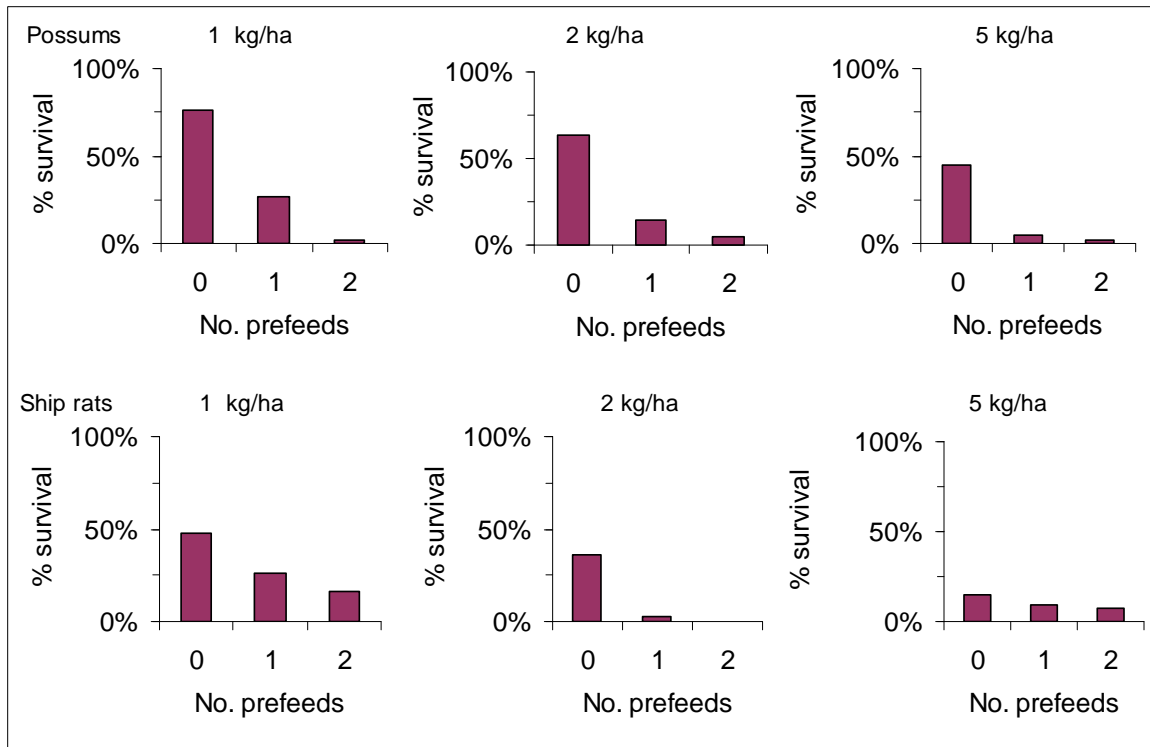 Possums 1 kg/ha 2 kg/ha 5 kg/ha
% survival
100%
50%
0%
0 1 2
No. prefeeds
% survival
100%
50%
0%
0 1 2
No. prefeeds
% survival
100%
50%
0%
0 1 2
No. prefeeds
Ship rats 1 kg/ha 2 kg/ha 5 kg/ha
% survival
100%
50%
0%
0 1 2
No. prefeeds
% survival
100%
50%
0%
0 1 2
No. prefeeds
% survival
100%
50%
0%
0 1 2
No. prefeeds